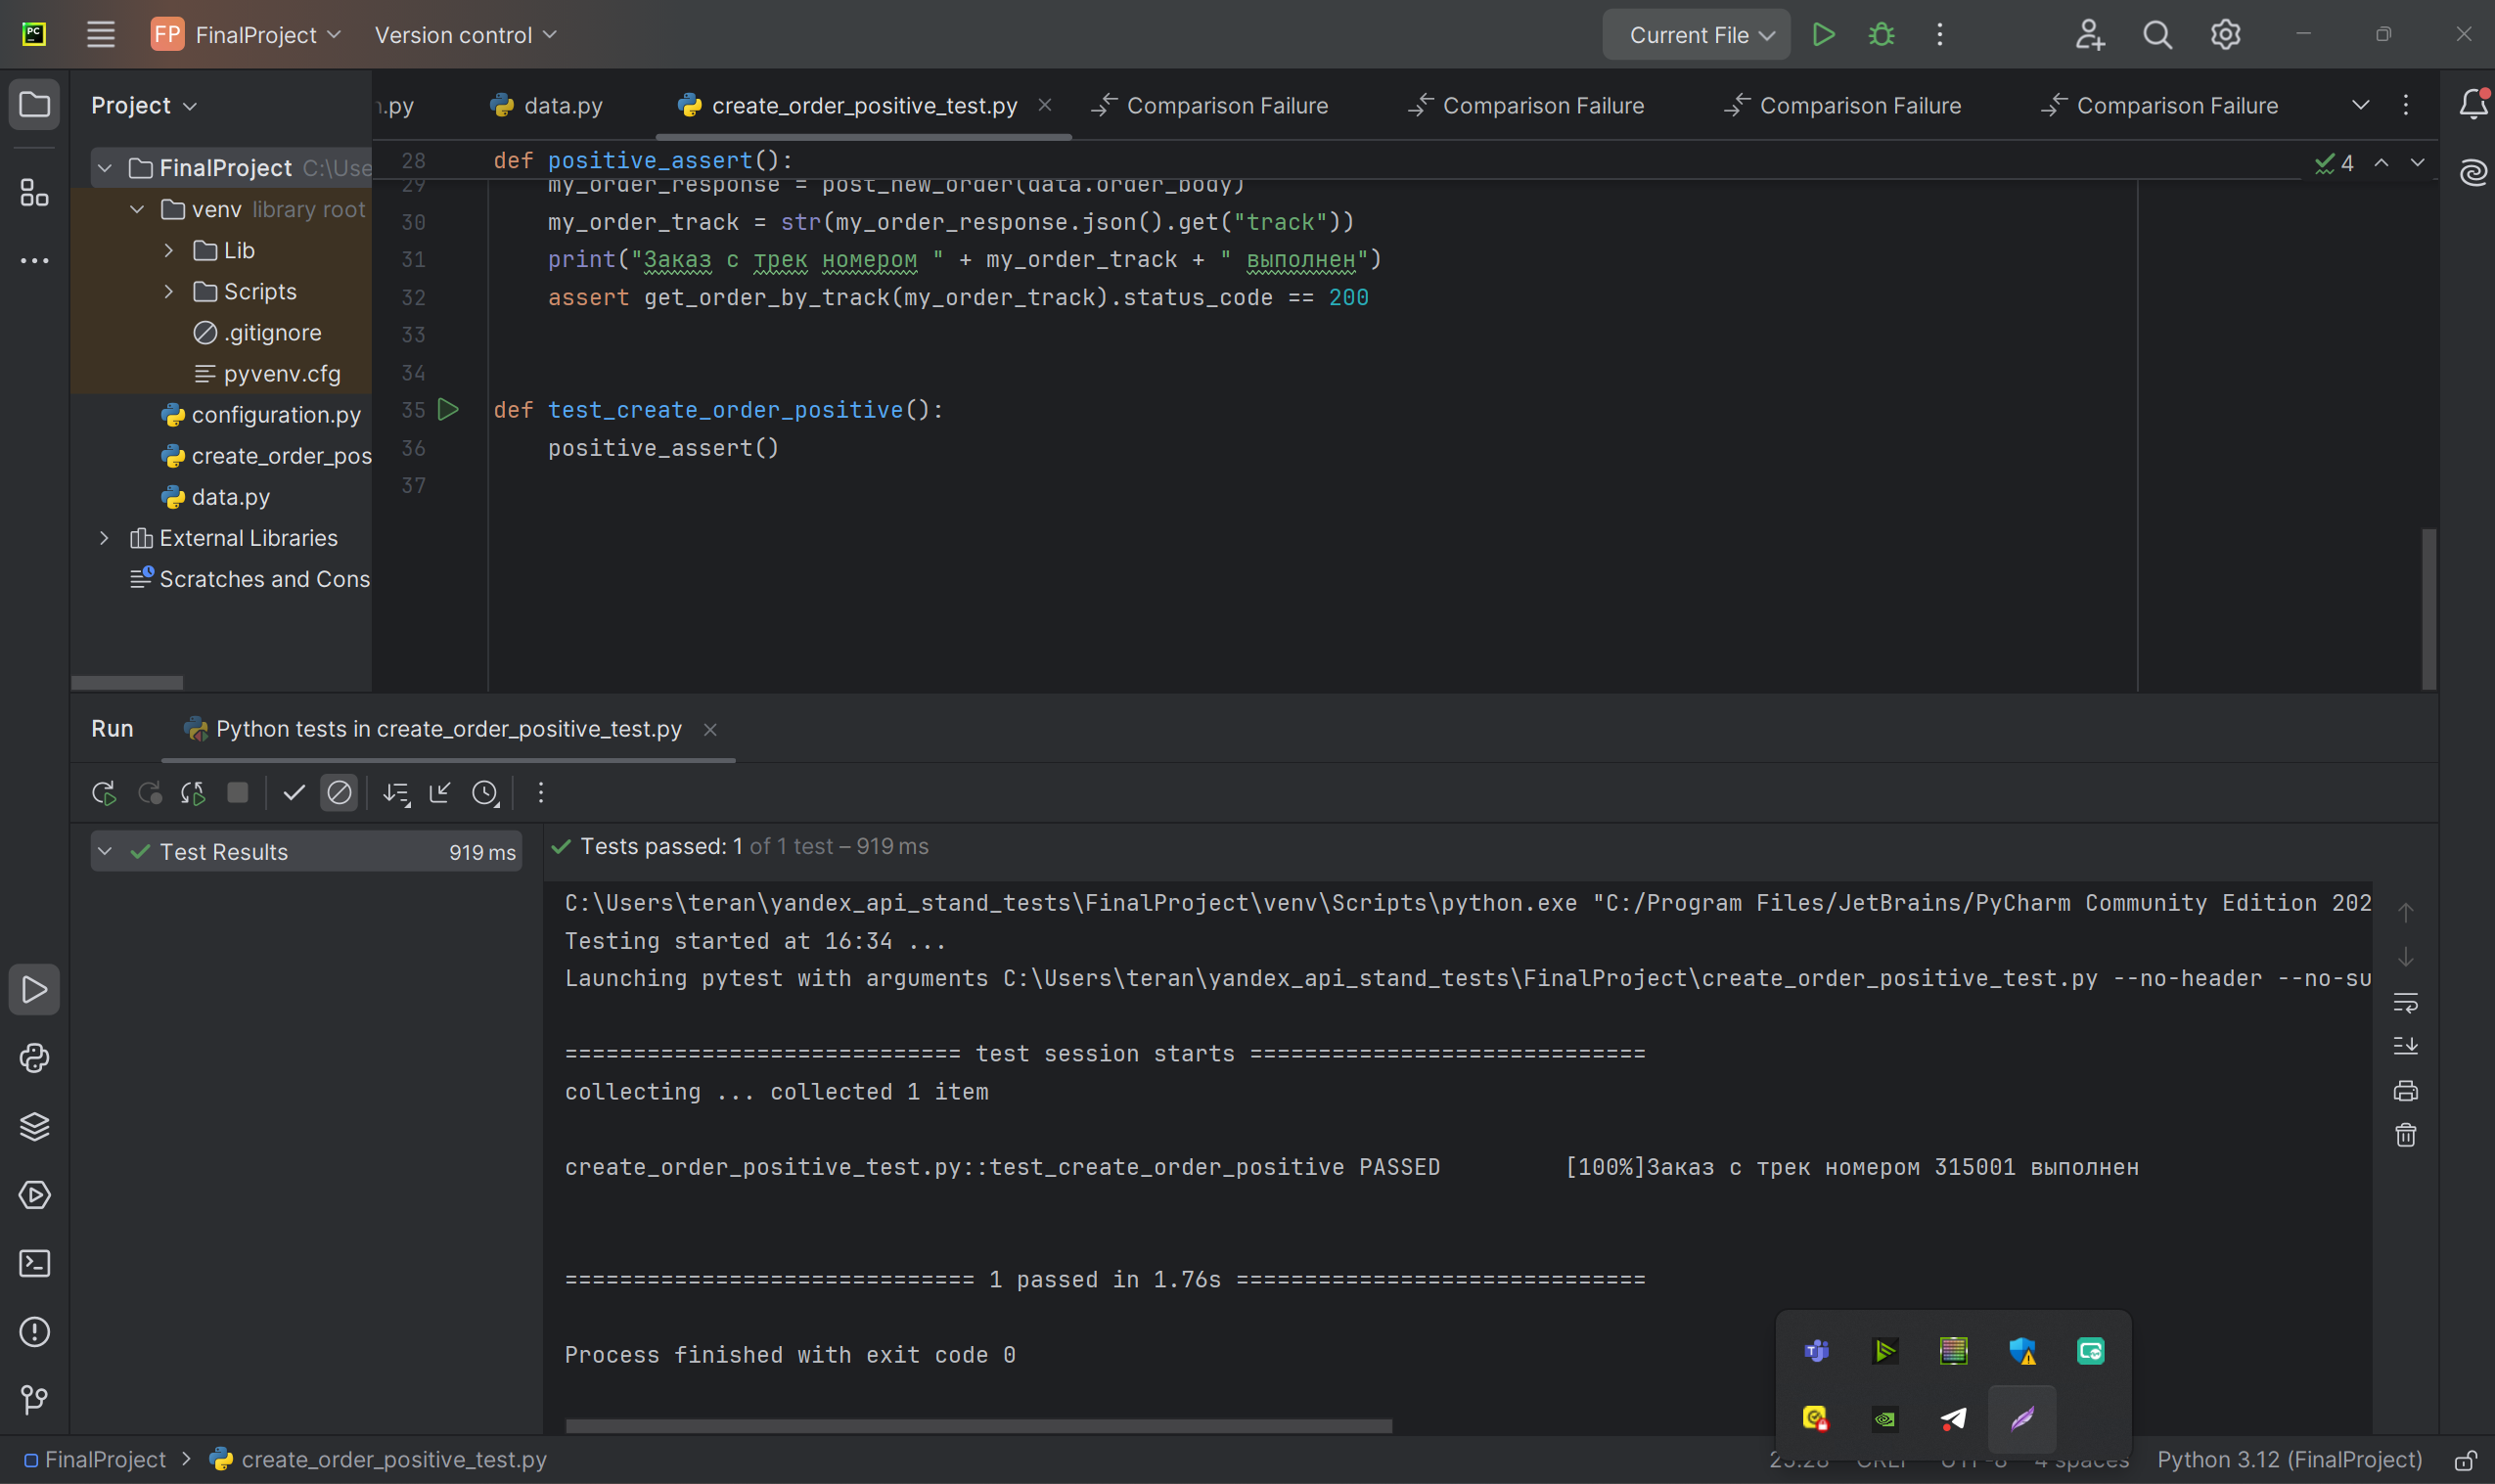 PC
FP FinalProject Version control Current File
Project
.py data.py create_order_positive_test.py Comparison Failure Comparison Failure Comparison Failure Comparison Failure
FinalProject C:\Use
venv library root
Lib
Scripts
.gitignore
pyvenv.cfg
configuration.py
create_order_pos
data.py
External Libraries
Scratches and Cons
28 def positive_assert():
4
29 my_order_response = post_new_order(data.order_body)
30 my_order_track = str(my_order_response.json().get("track"))
31 print("Заказ с трек номером " + my_order_track + " выполнен")
32 assert get_order_by_track(my_order_track).status_code == 200
33
34
35 def test_create_order_positive():
36 positive_assert()
37
Run Python tests in create_order_positive_test.py
Test Results 919 ms
Tests passed: 1 of 1 test – 919 ms
C:\Users\teran\yandex_api_stand_tests\FinalProject\venv\Scripts\python.exe "C:/Program Files/JetBrains/PyCharm Community Edition 202
Testing started at 16:34 ...
Launching pytest with arguments C:\Users\teran\yandex_api_stand_tests\FinalProject\create_order_positive_test.py --no-header --no-su
============================= test session starts =============================
collecting ... collected 1 item
create_order_positive_test.py::test_create_order_positive PASSED [100%]Заказ с трек номером 315001 выполнен
============================== 1 passed in 1.76s ==============================
Process finished with exit code 0
FinalProject > create_order_positive_test.py CRLF UTF-8 4 spaces Python 3.12 (FinalProject)